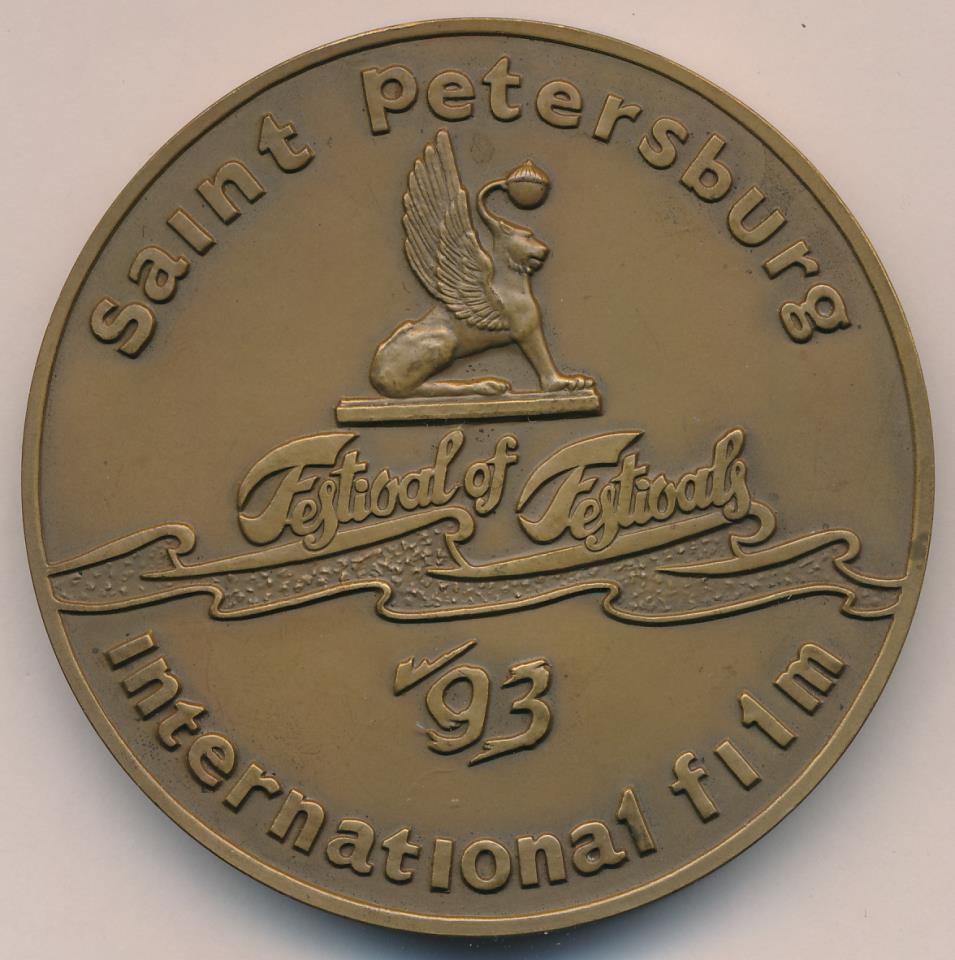 Saint Petersburg
Festival of Festivals
'93
international film